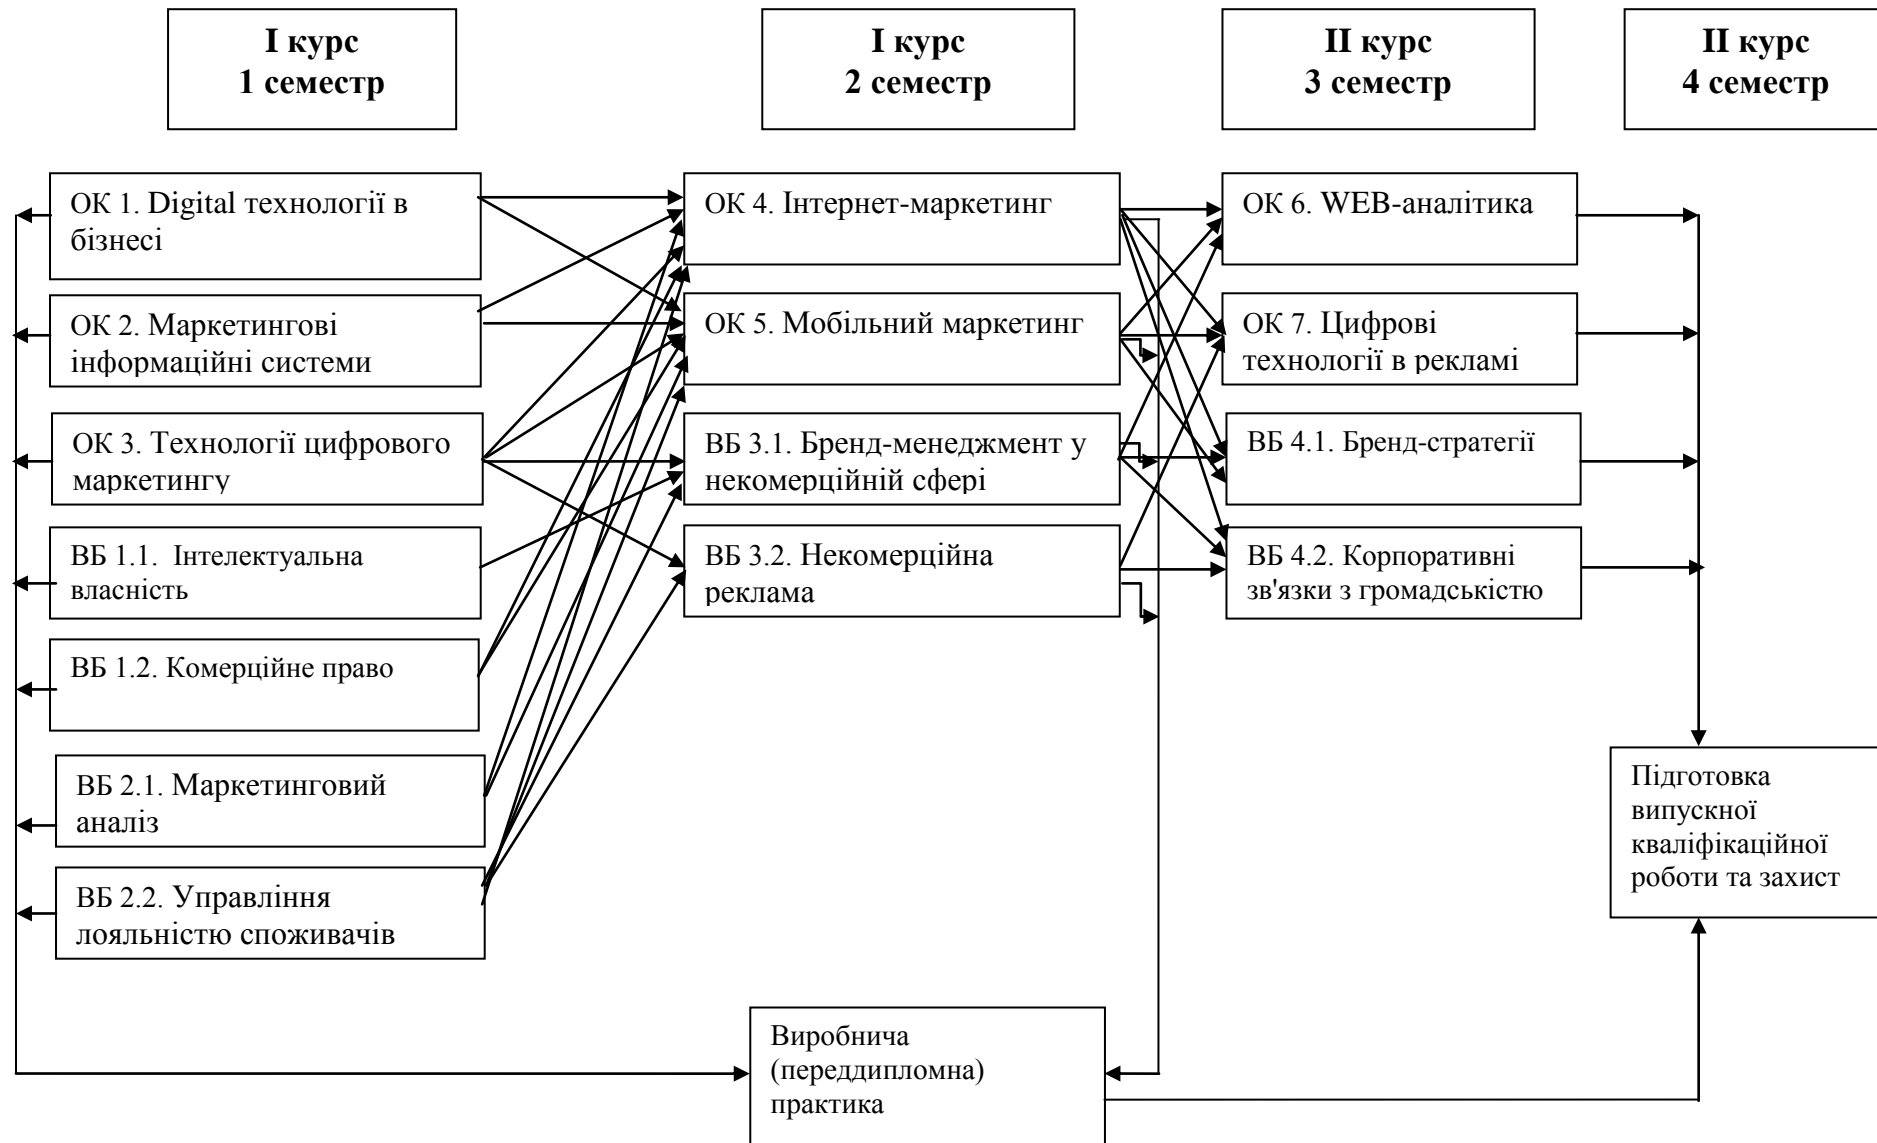 І курс
1 семестр
І курс
2 семестр
ІІ курс
3 семестр
ІІ курс
4 семестр
ОК 1. Digital технології в
бізнесі
ОК 2. Маркетингові
інформаційні системи
ОК 3. Технології цифрового
маркетингу
ВБ 1.1. Інтелектуальна
власність
ВБ 1.2. Комерційне право
ВБ 2.1. Маркетинговий
аналіз
ВБ 2.2. Управління
лояльністю споживачів
ОК 4. Інтернет-маркетинг
ОК 5. Мобільний маркетинг
ВБ 3.1. Бренд-менеджмент у
некомерційній сфері
ВБ 3.2. Некомерційна
реклама
ОК 6. WEB-аналітика
ОК 7. Цифрові
технології в рекламі
ВБ 4.1. Бренд-стратегії
ВБ 4.2. Корпоративні
зв'язки з громадськістю
Підготовка
випускної
кваліфікаційної
роботи та захист
Виробнича
(переддипломна)
практика